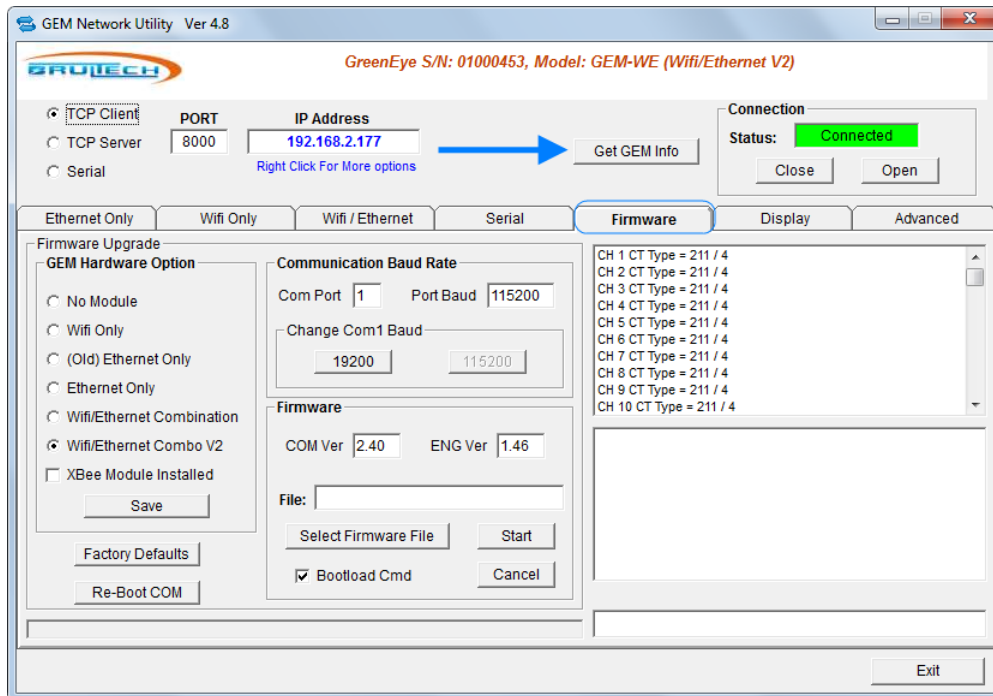 GEM Network Utility Ver 4.8
BRULTECH
GreenEye S/N: 01000453, Model: GEM-WE (Wifi/Ethernet V2)
TCP Client
TCP Server
Serial
PORT
8000
IP Address
192.168.2.177
Right Click For More options
Get GEM Info
Connection
Status: Connected
Close Open
Ethernet Only Wifi Only Wifi / Ethernet Serial Firmware Display Advanced
Firmware Upgrade
GEM Hardware Option
No Module
Wifi Only
(Old) Ethernet Only
Ethernet Only
Wifi/Ethernet Combination
Wifi/Ethernet Combo V2
XBee Module Installed
Save
Factory Defaults
Re-Boot COM
Communication Baud Rate
Com Port 1 Port Baud 115200
Change Com1 Baud
19200 115200
Firmware
COM Ver 2.40 ENG Ver 1.46
File:
Select Firmware File Start
Bootload Cmd Cancel
CH 1 CT Type = 211 / 4
CH 2 CT Type = 211 / 4
CH 3 CT Type = 211 / 4
CH 4 CT Type = 211 / 4
CH 5 CT Type = 211 / 4
CH 6 CT Type = 211 / 4
CH 7 CT Type = 211 / 4
CH 8 CT Type = 211 / 4
CH 9 CT Type = 211 / 4
CH 10 CT Type = 211 / 4
Exit